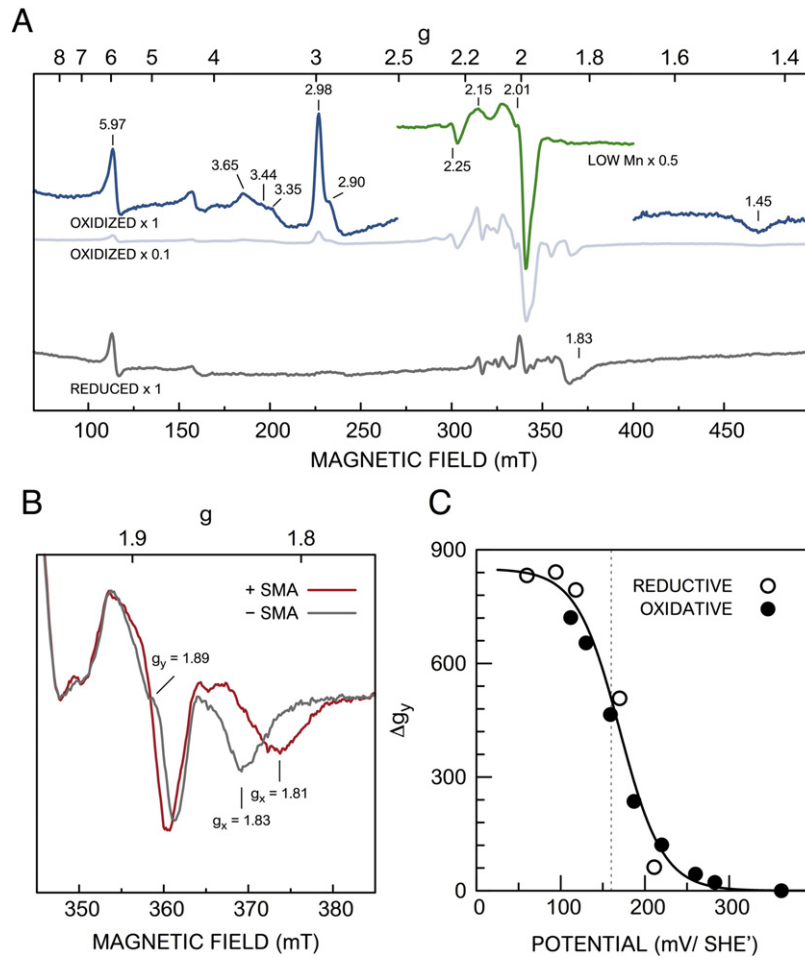 A
g
8 7 6 5 4 3 2.5 2.2 2 1.8 1.6 1.4
5.97
3.65
3.44
3.35
2.98
2.90
2.15
2.01
2.25
LOW Mn x 0.5
1.45
OXIDIZED x 1
OXIDIZED x 0.1
1.83
REDUCED x 1
100 150 200 250 300 350 400 450
MAGNETIC FIELD (mT)
B
g
1.9 1.8
+ SMA
− SMA
gy = 1.89
gx = 1.81
gx = 1.83
350 360 370 380
MAGNETIC FIELD (mT)
C
900
600
300
0
Δgy
REDUCTIVE
OXIDATIVE
0 100 200 300
POTENTIAL (mV/ SHE')